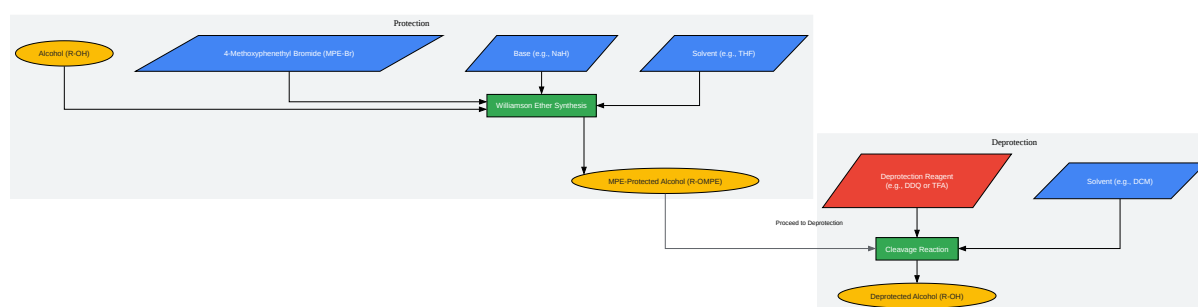 Protection
Alcohol (R-OH)
4-Methoxyphenethyl Bromide (MPE-Br)
Base (e.g., NaH)
Solvent (e.g., THF)
Williamson Ether Synthesis
MPE-Protected Alcohol (R-OMPE)
Deprotection
Deprotection Reagent
(e.g., DDQ or TFA)
Solvent (e.g., DCM)
Proceed to Deprotection
Cleavage Reaction
Deprotected Alcohol (R-OH)